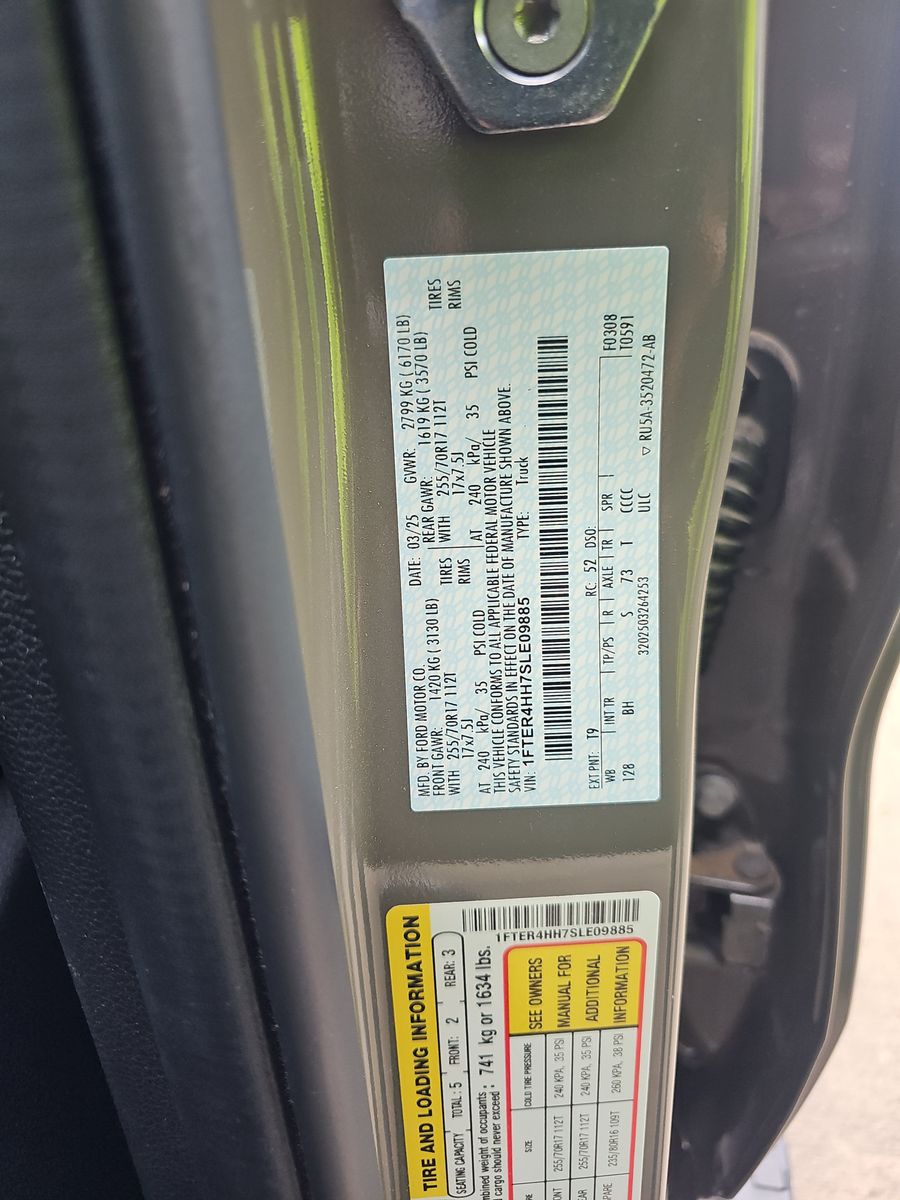 MFD. BY FORD MOTOR CO. DATE: 03/25 GVWR: 2799 KG ( 6170 LB)
FRONT GAWR: 1420 KG ( 3130 LB) REAR GAWR: 1619 KG ( 3570 LB)
WITH 255/70R17 112T TIRES WITH 255/70R17 112T TIRES
17x7.5J RIMS 17x7.5J RIMS
AT 240 kPa/ 35 PSI COLD AT 240 kPa/ 35 PSI COLD
THIS VEHICLE CONFORMS TO ALL APPLICABLE FEDERAL MOTOR VEHICLE
SAFETY STANDARDS IN EFFECT ON THE DATE OF MANUFACTURE SHOWN ABOVE.
VIN: 1FTER4HH7SLE09885 TYPE: Truck
EXT PNT: T9 RC: 52 DSO: F0308
WB INT TR TP/PS R AXLE TR SPR T0591
128 BH S 73 T CCCC
3202503264253 ULC
▽ RU5A-3520472-AB
TIRE AND LOADING INFORMATION
SEATING CAPACITY TOTAL: 5 FRONT: 2 REAR: 3
weight of occupants
cargo should never exceed : 741 kg or 1634 lbs.
SIZE COLD TIRE PRESSURE
255/70R17 112T 240 KPA, 35 PSI
255/70R17 112T 240 KPA, 35 PSI
235/80R16 109T 260 KPA, 38 PSI
SEE OWNERS
MANUAL FOR
ADDITIONAL
INFORMATION
1FTER4HH7SLE09885